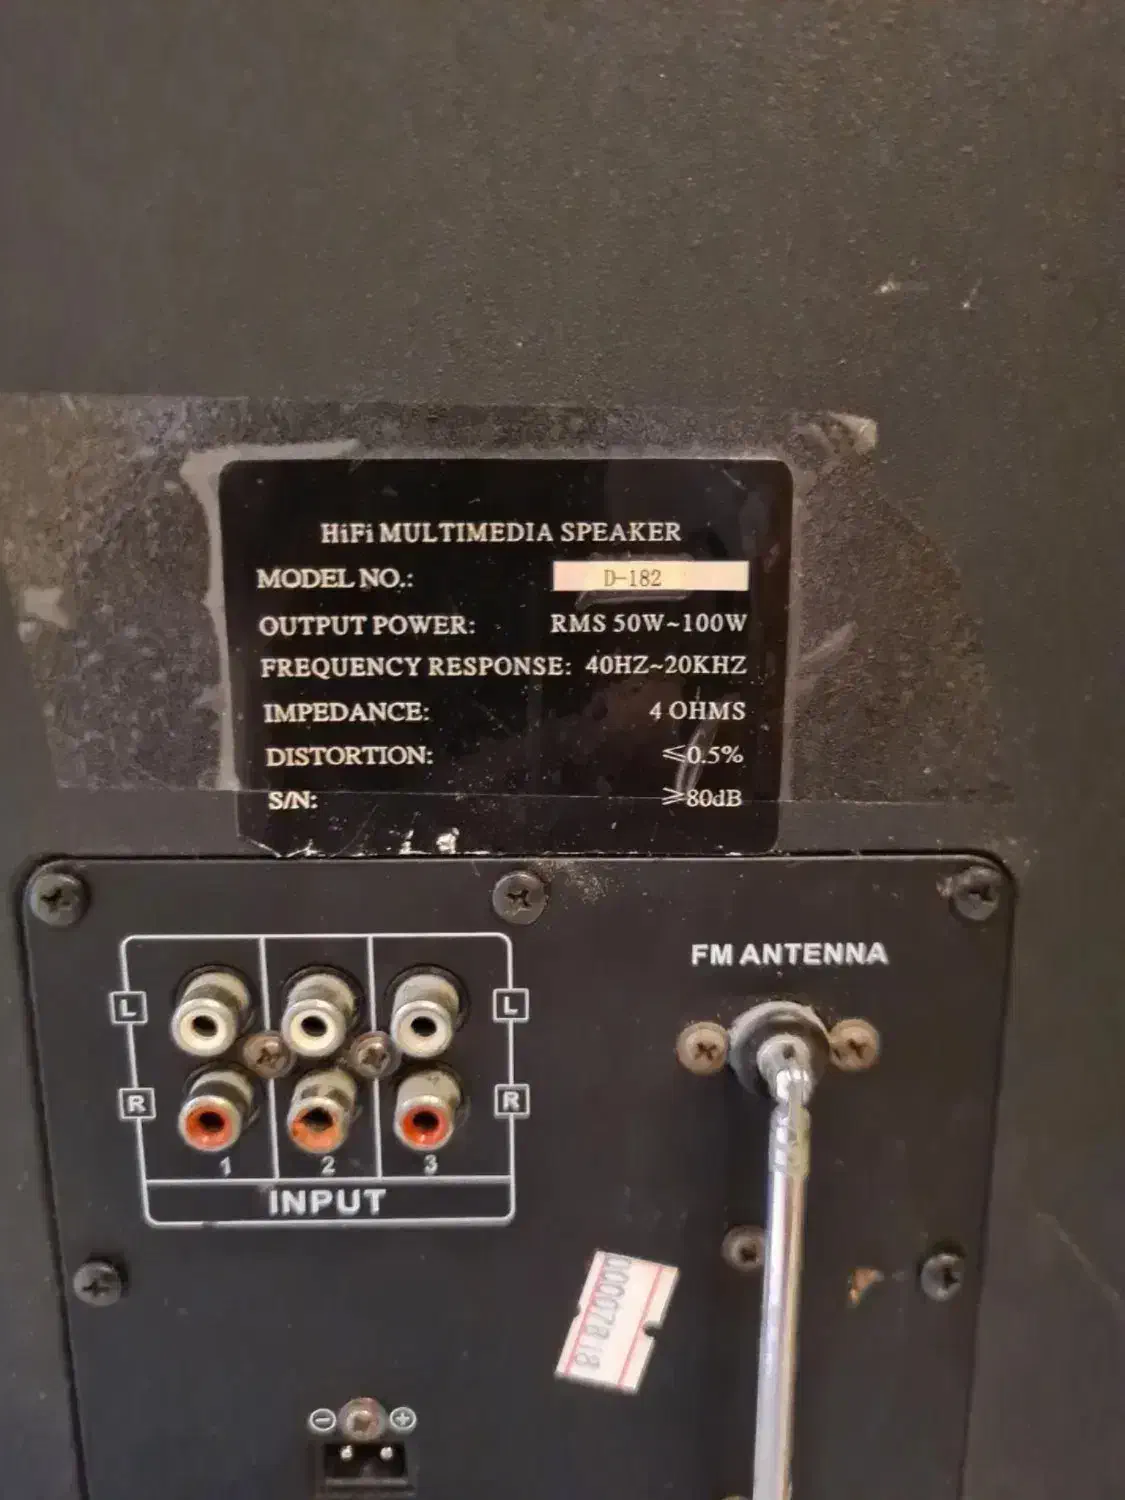 HiFi MULTIMEDIA SPEAKER
MODEL NO.: D-182
OUTPUT POWER: RMS 50W~100W
FREQUENCY RESPONSE: 40HZ~20KHZ
IMPEDANCE: 4 OHMS
DISTORTION: ≤0.5%
S/N: ≥80dB
FM ANTENNA
L L
R R
1 2 3
INPUT
00007818
− +